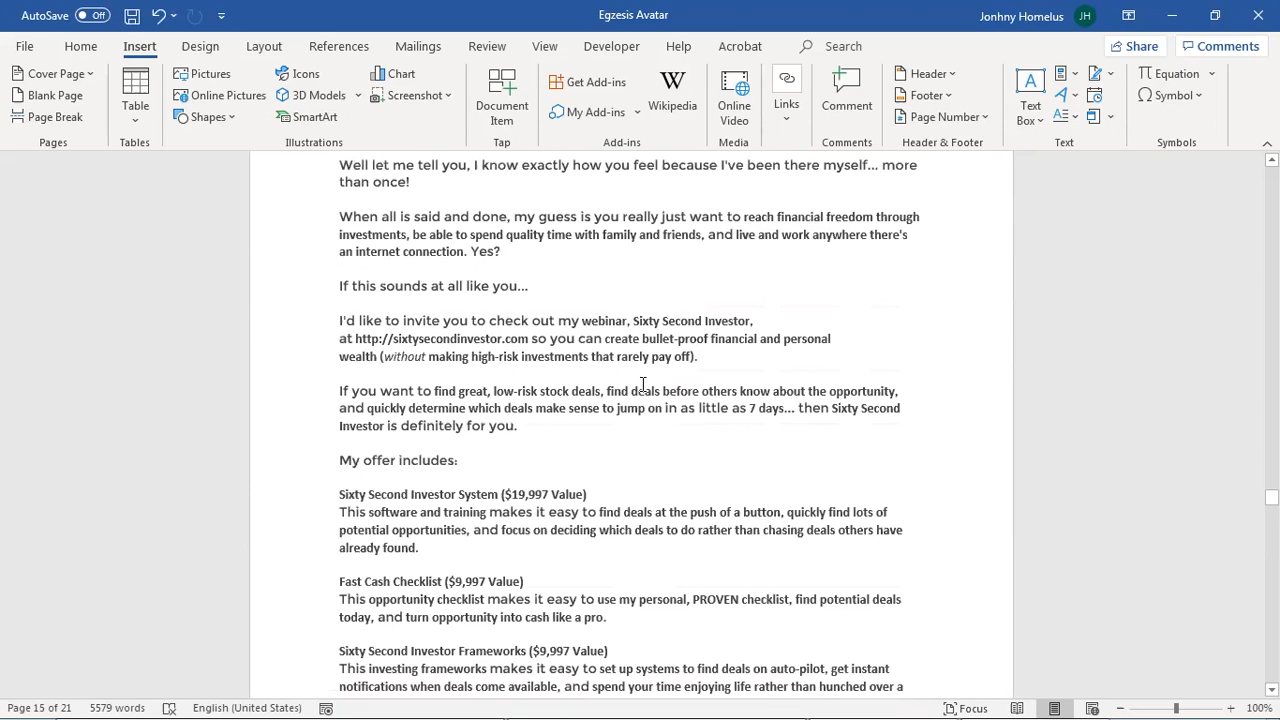 AutoSave Off Egzesis Avatar Jonhny Homelus JH
File Home Insert Design Layout References Mailings Review View Developer Help Acrobat Search Share Comments
Cover Page
Blank Page
Page Break
Pages
Table
Tables
Pictures
Online Pictures
Shapes
Icons
3D Models
SmartArt
Chart
Screenshot
Illustrations
Document
Item
Tap
Get Add-ins
My Add-ins
Wikipedia
Add-ins
Online
Video
Media
Links
Comment
Comments
Header
Footer
Page Number
Header & Footer
Text
Box
Text
Equation
Symbol
Symbols
Well let me tell you, I know exactly how you feel because I've been there myself... more
than once!
When all is said and done, my guess is you really just want to reach financial freedom through
investments, be able to spend quality time with family and friends, and live and work anywhere there's
an internet connection. Yes?
If this sounds at all like you...
I'd like to invite you to check out my webinar, Sixty Second Investor,
at http://sixtysecondinvestor.com so you can create bullet-proof financial and personal
wealth (without making high-risk investments that rarely pay off).
If you want to find great, low-risk stock deals, find deals before others know about the opportunity,
and quickly determine which deals make sense to jump on in as little as 7 days... then Sixty Second
Investor is definitely for you.
My offer includes:
Sixty Second Investor System ($19,997 Value)
This software and training makes it easy to find deals at the push of a button, quickly find lots of
potential opportunities, and focus on deciding which deals to do rather than chasing deals others have
already found.
Fast Cash Checklist ($9,997 Value)
This opportunity checklist makes it easy to use my personal, PROVEN checklist, find potential deals
today, and turn opportunity into cash like a pro.
Sixty Second Investor Frameworks ($9,997 Value)
This investing frameworks makes it easy to set up systems to find deals on auto-pilot, get instant
notifications when deals come available, and spend your time enjoying life rather than hunched over a
Page 15 of 21 5579 words English (United States) Focus 100%